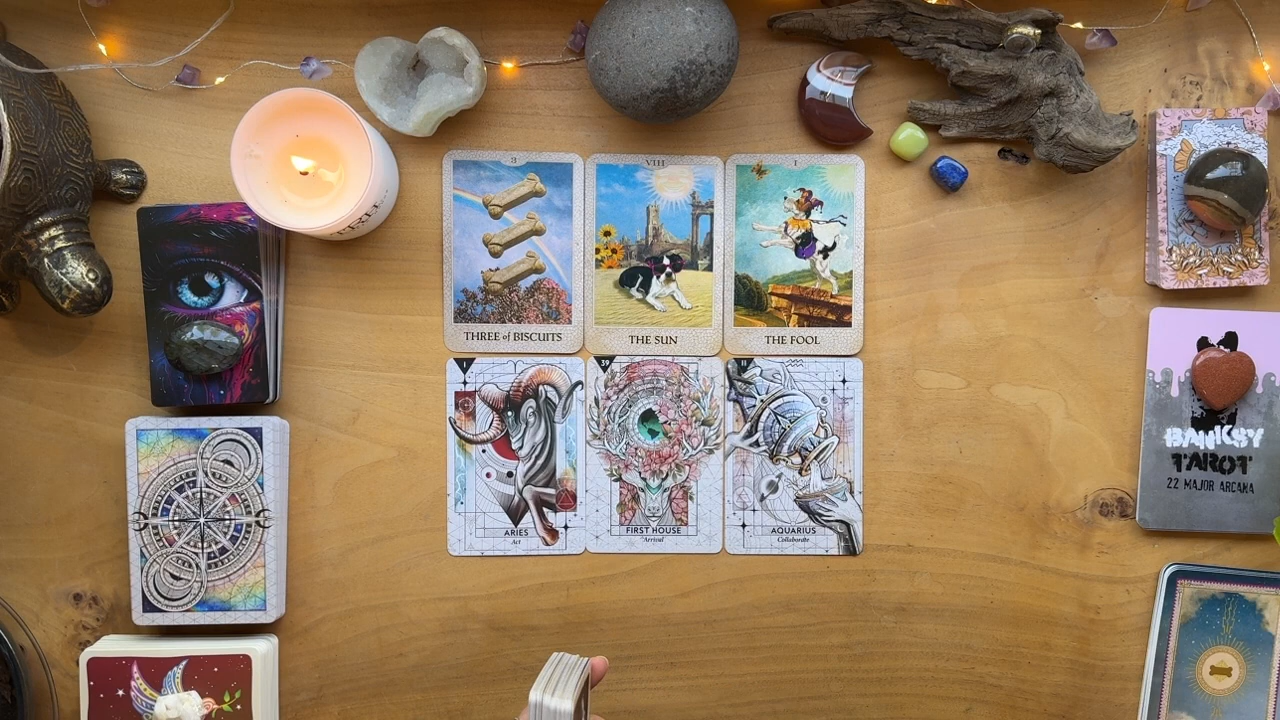 3
VIII
I
THREE of BISCUITS
THE SUN
THE FOOL
I
39
II
ARIES
Act
FIRST HOUSE
"Arrival
AQUARIUS
Collaborate
BANKSY
TAROT
22 MAJOR ARCANA